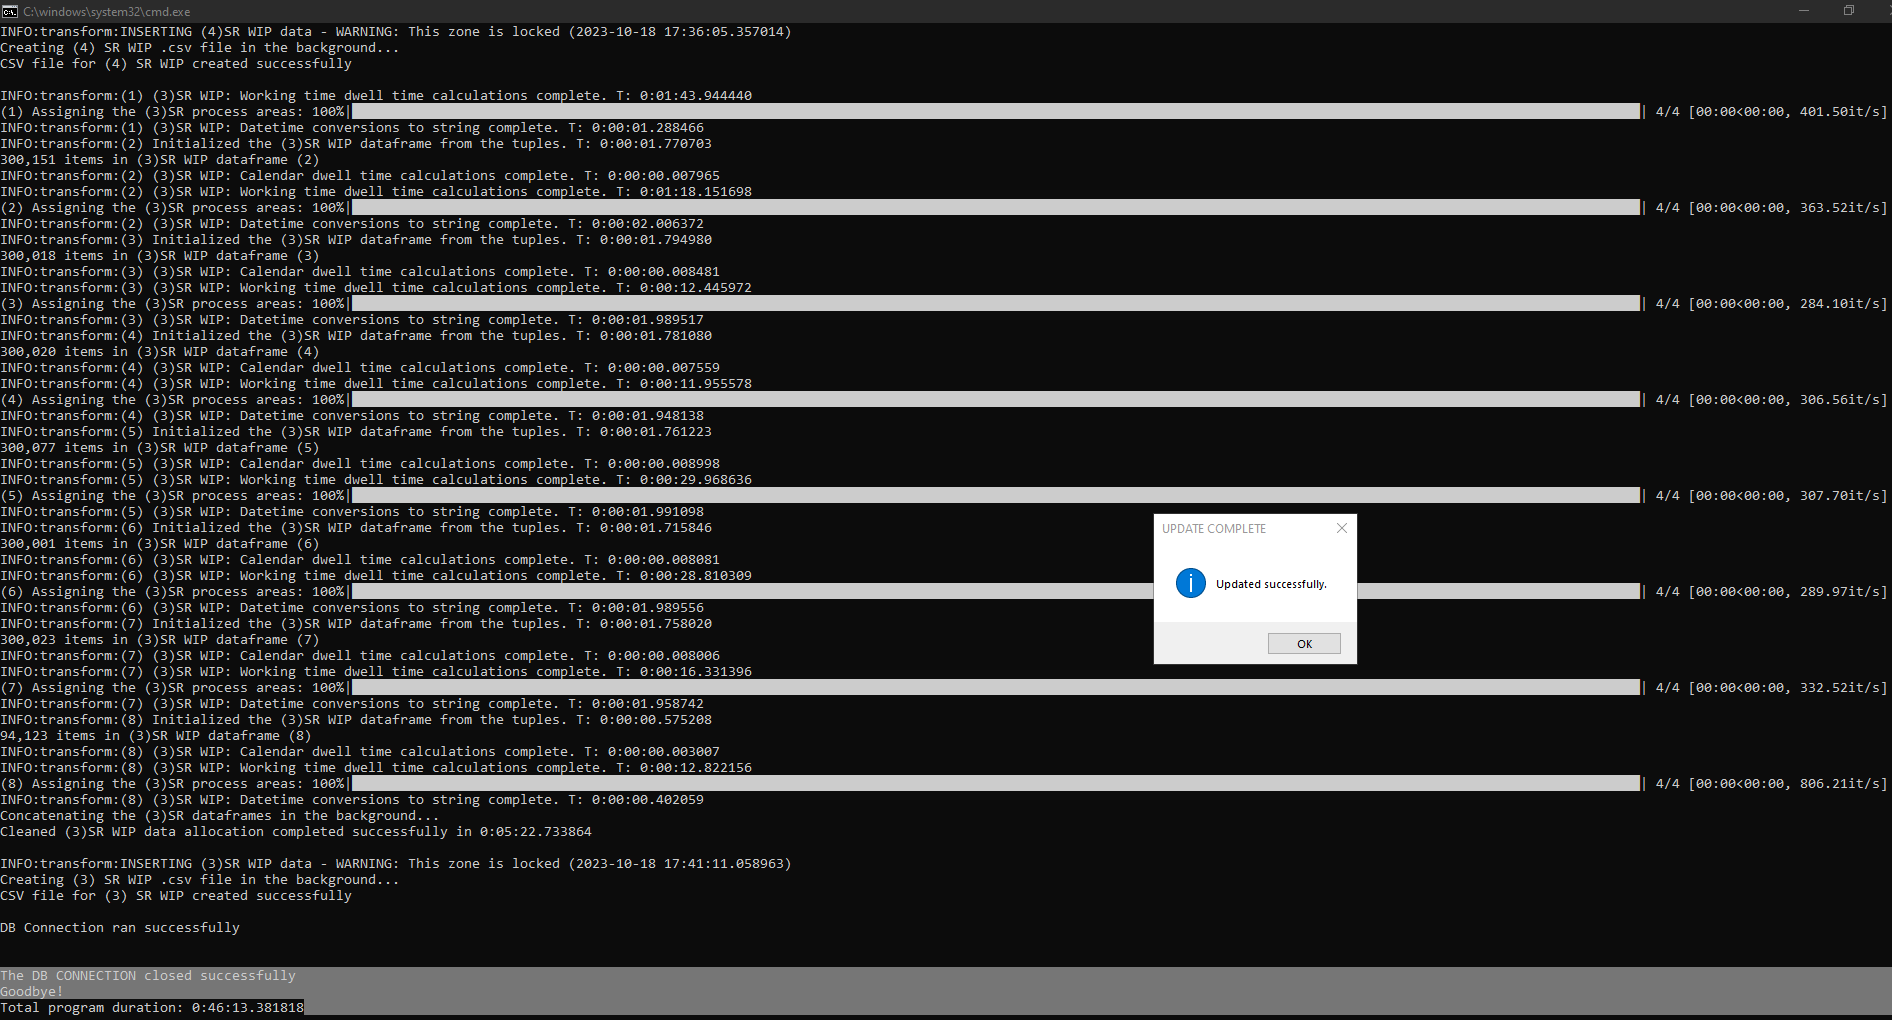 C:\windows\system32\cmd.exe
INFO:transform:INSERTING (4)SR WIP data - WARNING: This zone is locked (2023-10-18 17:36:05.357014)
Creating (4) SR WIP .csv file in the background...
CSV file for (4) SR WIP created successfully
INFO:transform:(1) (3)SR WIP: Working time dwell time calculations complete. T: 0:01:43.944440
(1) Assigning the (3)SR process areas: 100%| | 4/4 [00:00<00:00, 401.50it/s]
INFO:transform:(1) (3)SR WIP: Datetime conversions to string complete. T: 0:00:01.288466
INFO:transform:(2) Initialized the (3)SR WIP dataframe from the tuples. T: 0:00:01.770703
300,151 items in (3)SR WIP dataframe (2)
INFO:transform:(2) (3)SR WIP: Calendar dwell time calculations complete. T: 0:00:00.007965
INFO:transform:(2) (3)SR WIP: Working time dwell time calculations complete. T: 0:01:18.151698
(2) Assigning the (3)SR process areas: 100%| | 4/4 [00:00<00:00, 363.52it/s]
INFO:transform:(2) (3)SR WIP: Datetime conversions to string complete. T: 0:00:02.006372
INFO:transform:(3) Initialized the (3)SR WIP dataframe from the tuples. T: 0:00:01.794980
300,018 items in (3)SR WIP dataframe (3)
INFO:transform:(3) (3)SR WIP: Calendar dwell time calculations complete. T: 0:00:00.008481
INFO:transform:(3) (3)SR WIP: Working time dwell time calculations complete. T: 0:00:12.445972
(3) Assigning the (3)SR process areas: 100%| | 4/4 [00:00<00:00, 284.10it/s]
INFO:transform:(3) (3)SR WIP: Datetime conversions to string complete. T: 0:00:01.989517
INFO:transform:(4) Initialized the (3)SR WIP dataframe from the tuples. T: 0:00:01.781080
300,020 items in (3)SR WIP dataframe (4)
INFO:transform:(4) (3)SR WIP: Calendar dwell time calculations complete. T: 0:00:00.007559
INFO:transform:(4) (3)SR WIP: Working time dwell time calculations complete. T: 0:00:11.955578
(4) Assigning the (3)SR process areas: 100%| | 4/4 [00:00<00:00, 306.56it/s]
INFO:transform:(4) (3)SR WIP: Datetime conversions to string complete. T: 0:00:01.948138
INFO:transform:(5) Initialized the (3)SR WIP dataframe from the tuples. T: 0:00:01.761223
300,077 items in (3)SR WIP dataframe (5)
INFO:transform:(5) (3)SR WIP: Calendar dwell time calculations complete. T: 0:00:00.008998
INFO:transform:(5) (3)SR WIP: Working time dwell time calculations complete. T: 0:00:29.968636
(5) Assigning the (3)SR process areas: 100%| | 4/4 [00:00<00:00, 307.70it/s]
INFO:transform:(5) (3)SR WIP: Datetime conversions to string complete. T: 0:00:01.991098
INFO:transform:(6) Initialized the (3)SR WIP dataframe from the tuples. T: 0:00:01.715846
300,001 items in (3)SR WIP dataframe (6)
INFO:transform:(6) (3)SR WIP: Calendar dwell time calculations complete. T: 0:00:00.008081
INFO:transform:(6) (3)SR WIP: Working time dwell time calculations complete. T: 0:00:28.810309
(6) Assigning the (3)SR process areas: 100%| | 4/4 [00:00<00:00, 289.97it/s]
INFO:transform:(6) (3)SR WIP: Datetime conversions to string complete. T: 0:00:01.989556
INFO:transform:(7) Initialized the (3)SR WIP dataframe from the tuples. T: 0:00:01.758020
300,023 items in (3)SR WIP dataframe (7)
INFO:transform:(7) (3)SR WIP: Calendar dwell time calculations complete. T: 0:00:00.008006
INFO:transform:(7) (3)SR WIP: Working time dwell time calculations complete. T: 0:00:16.331396
(7) Assigning the (3)SR process areas: 100%| | 4/4 [00:00<00:00, 332.52it/s]
INFO:transform:(7) (3)SR WIP: Datetime conversions to string complete. T: 0:00:01.958742
INFO:transform:(8) Initialized the (3)SR WIP dataframe from the tuples. T: 0:00:00.575208
94,123 items in (3)SR WIP dataframe (8)
INFO:transform:(8) (3)SR WIP: Calendar dwell time calculations complete. T: 0:00:00.003007
INFO:transform:(8) (3)SR WIP: Working time dwell time calculations complete. T: 0:00:12.822156
(8) Assigning the (3)SR process areas: 100%| | 4/4 [00:00<00:00, 806.21it/s]
INFO:transform:(8) (3)SR WIP: Datetime conversions to string complete. T: 0:00:00.402059
Concatenating the (3)SR dataframes in the background...
Cleaned (3)SR WIP data allocation completed successfully in 0:05:22.733864
INFO:transform:INSERTING (3)SR WIP data - WARNING: This zone is locked (2023-10-18 17:41:11.058963)
Creating (3) SR WIP .csv file in the background...
CSV file for (3) SR WIP created successfully
DB Connection ran successfully
The DB CONNECTION closed successfully
Goodbye!
Total program duration: 0:46:13.381818
UPDATE COMPLETE
Updated successfully.
OK